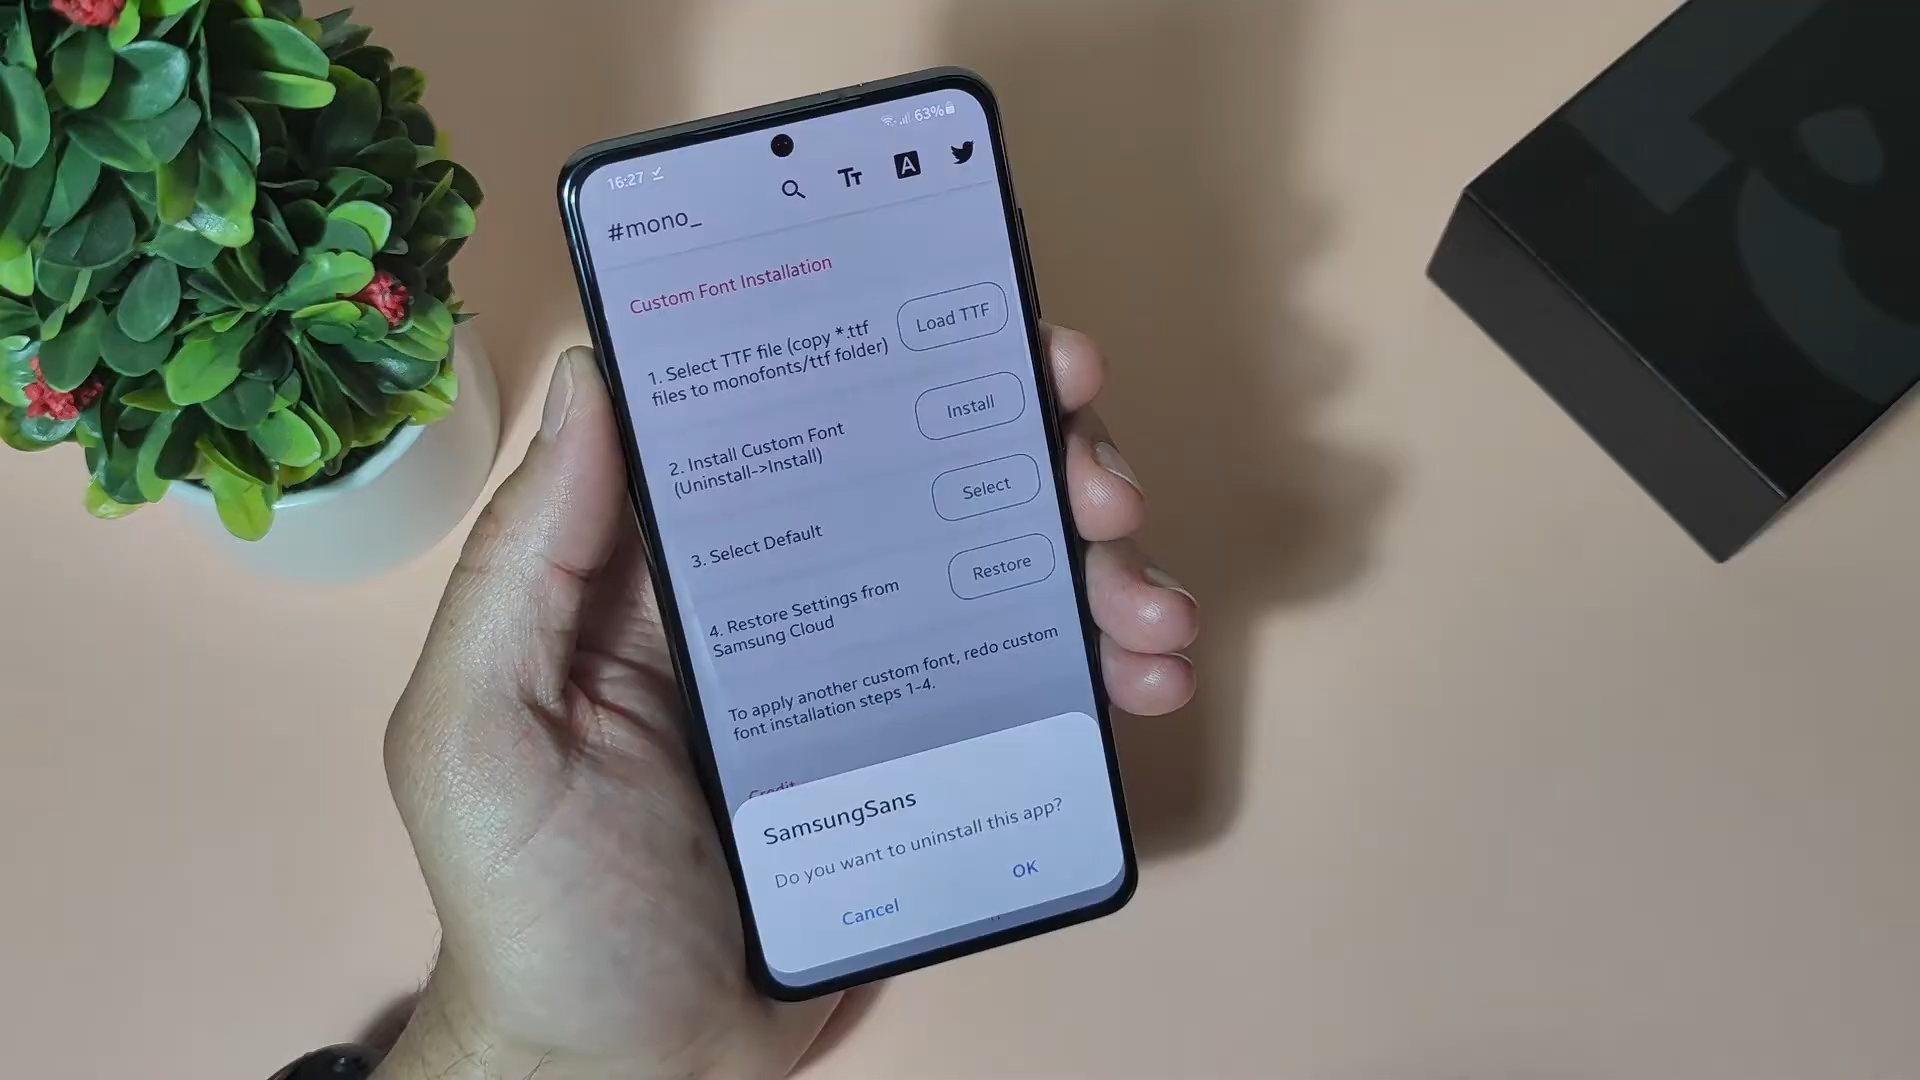 16:27
63%
#mono_
Tт
A
Custom Font Installation
1. Select TTF file (copy *.ttf
files to monofonts/ttf folder)
Load TTF
2. Install Custom Font
(Uninstall->Install)
Install
3. Select Default
Select
4. Restore Settings from
Samsung Cloud
Restore
To apply another custom font, redo custom
font installation steps 1-4.
Credit
SamsungSans
Do you want to uninstall this app?
Cancel
OK